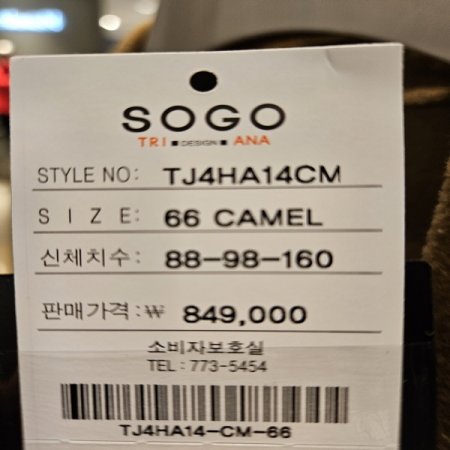 SOGO
TRI ■ DESIGN ■ ANA
STYLE NO: TJ4HA14CM
SIZE: 66 CAMEL
신체치수: 88-98-160
판매가격:₩ 849,000
소비자보호실
TEL: 773-5454
TJ4HA14-CM-66